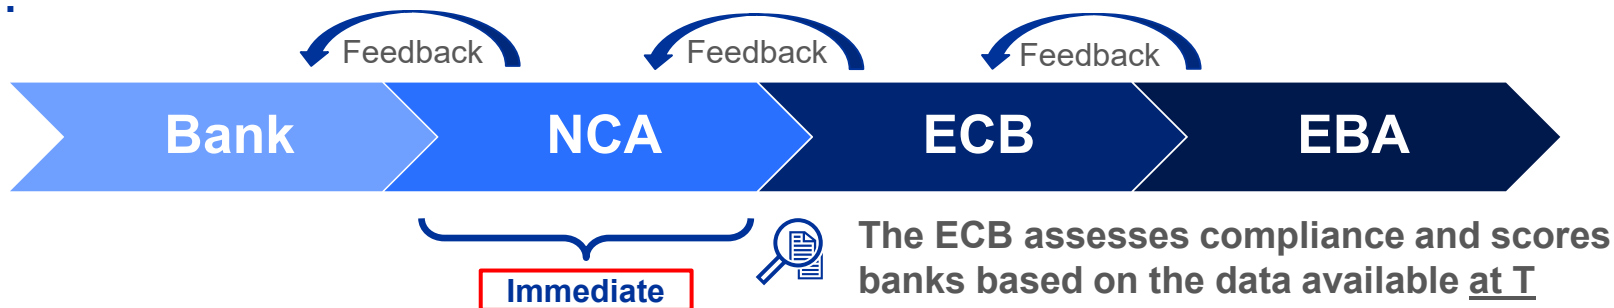 Feedback Feedback Feedback
Bank NCA ECB EBA
The ECB assesses compliance and scores
banks based on the data available at T
Immediate